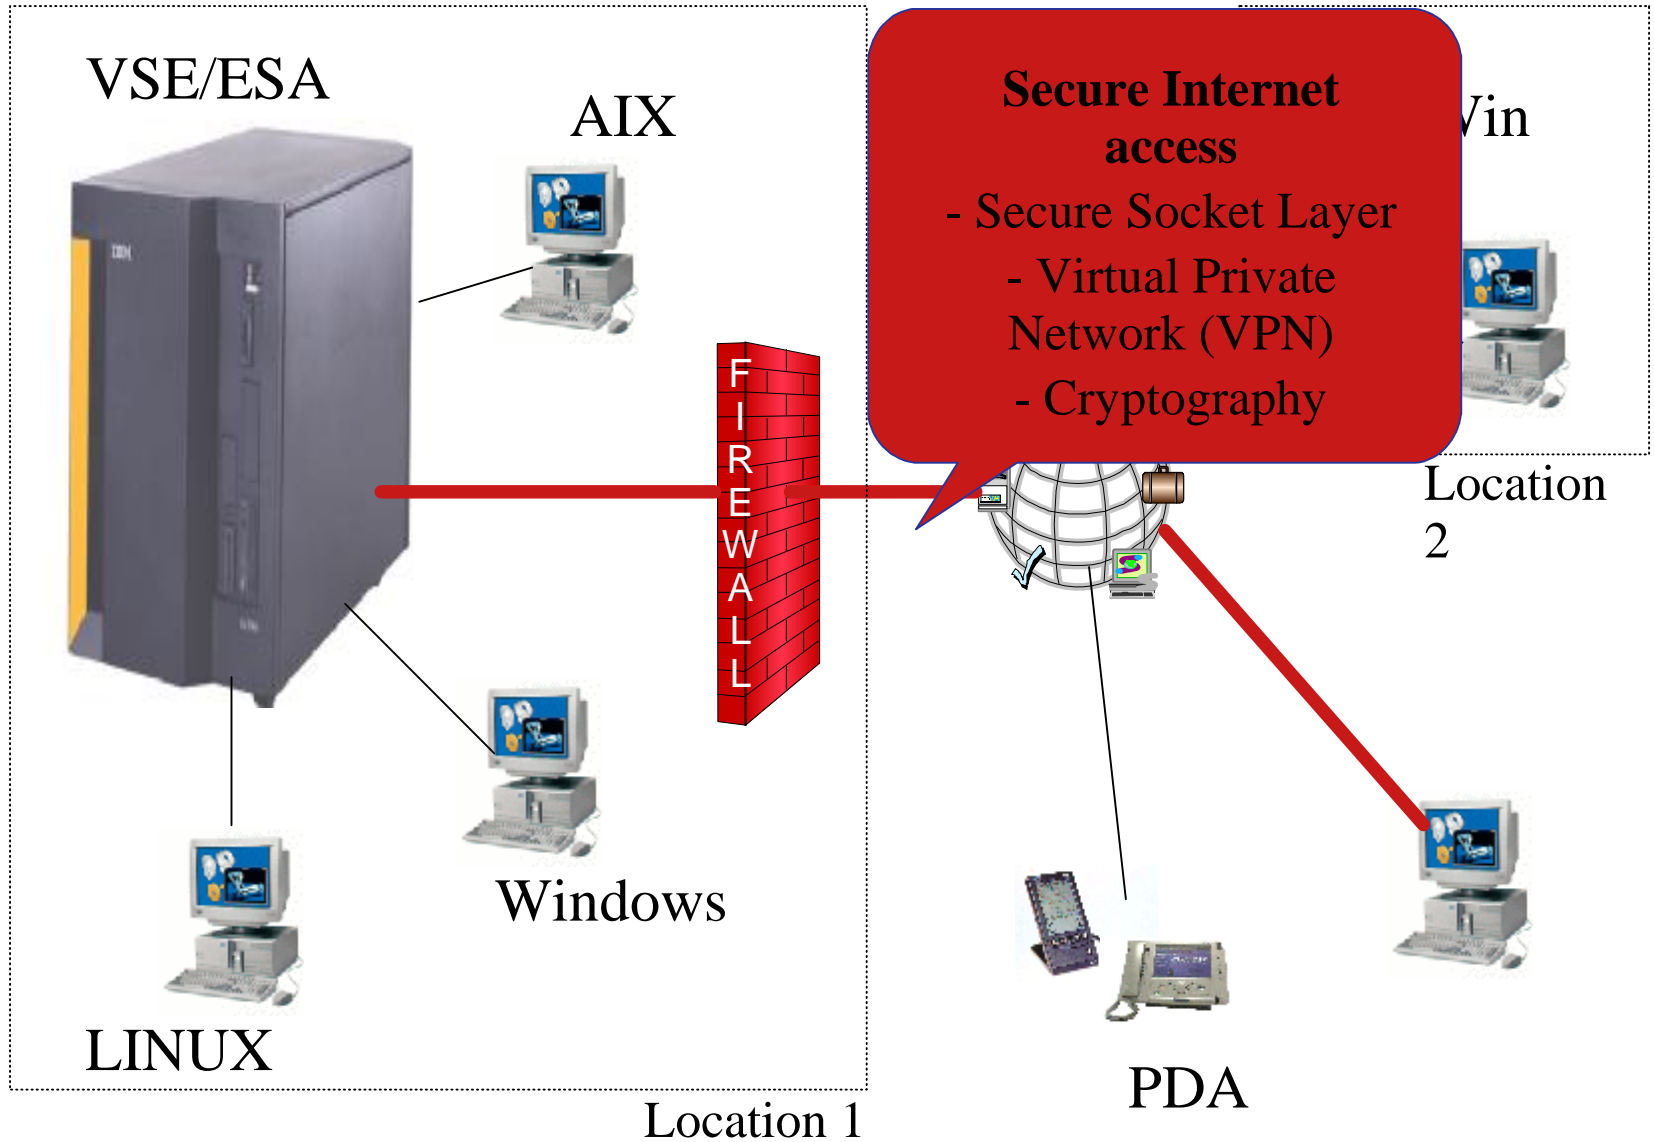 VSE/ESA
AIX
Secure Internet
access
- Secure Socket Layer
- Virtual Private
Network (VPN)
- Cryptography
IBM
FIREWALL
Location
2
Windows
LINUX
PDA
Location 1